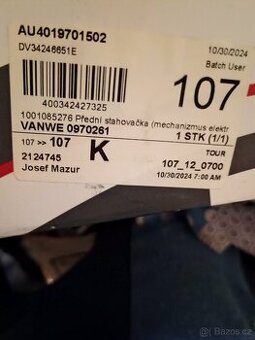 AU4019701502
DV34246651E
10/30/2024
Batch User
400342427325
107
1001085276 Přední stahovačka (mechanizmus elektr
VANWE 0970261
1 STK (1/1)
107 >> 107
K
TOUR
2124745
107_12_0700
Josef Mazur
10/30/2024 7:00 AM
Bazos.cz